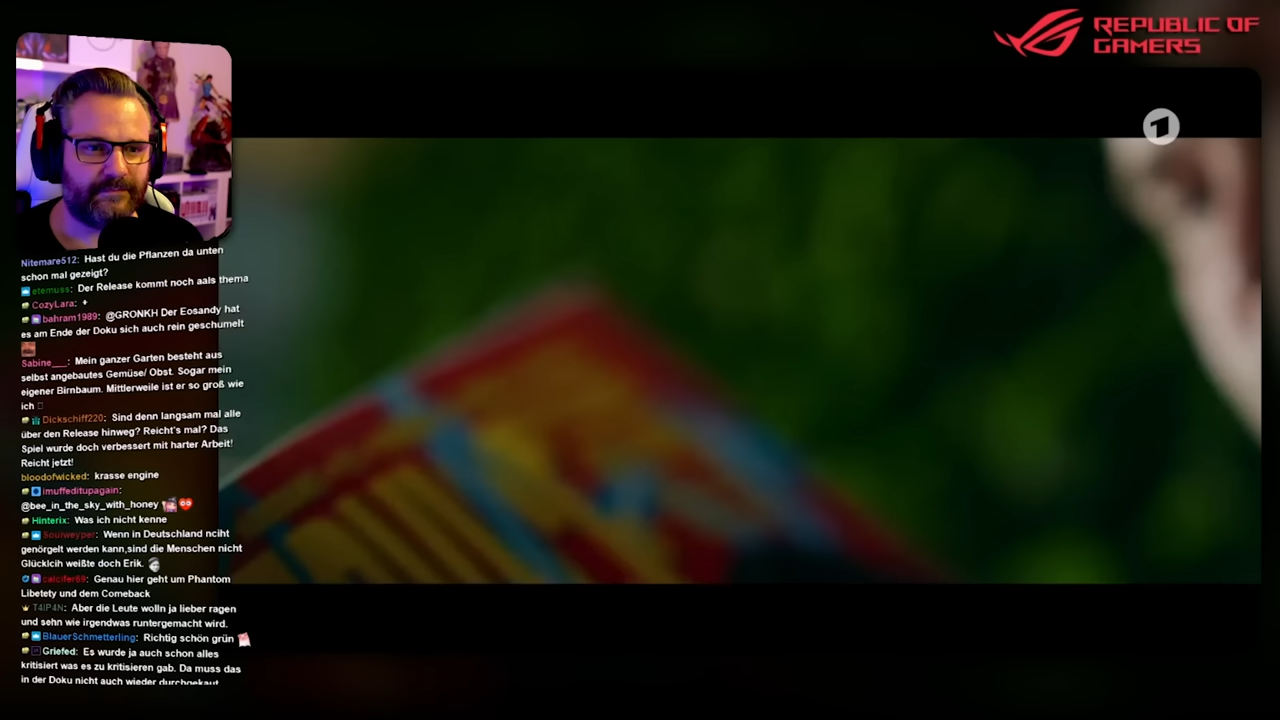 REPUBLIC OF
GAMERS
1
Nitemare512: Hast du die Pflanzen da unten
schon mal gezeigt?
etemuss: Der Release kommt noch aals thema
CozyLara: +
bahram1989: @GRONKH Der Eosandy hat
es am Ende der Doku sich auch rein geschumelt
Sabine___: Mein ganzer Garten besteht aus
selbst angebautes Gemüse/ Obst. Sogar mein
eigener Birnbaum. Mittlerweile ist er so groß wie
ich
Dickschiff220: Sind denn langsam mal alle
über den Release hinweg? Reicht's mal? Das
Spiel wurde doch verbessert mit harter Arbeit!
Reicht jetzt!
bloodofwicked: krasse engine
imuffeditupagain:
@bee_in_the_sky_with_honey
Hinterix: Was ich nicht kenne
Sourweyper: Wenn in Deutschland nciht
genörgelt werden kann,sind die Menschen nicht
Glücklcih weißte doch Erik.
calcifer69: Genau hier geht um Phantom
Libetety und dem Comeback
T4IP4N: Aber die Leute wolln ja lieber ragen
und sehn wie irgendwas runtergemacht wird.
BlauerSchmetterling: Richtig schön grün
Griefed: Es wurde ja auch schon alles
kritisiert was es zu kritisieren gab. Da muss das
in der Doku nicht auch wieder durchgekaut